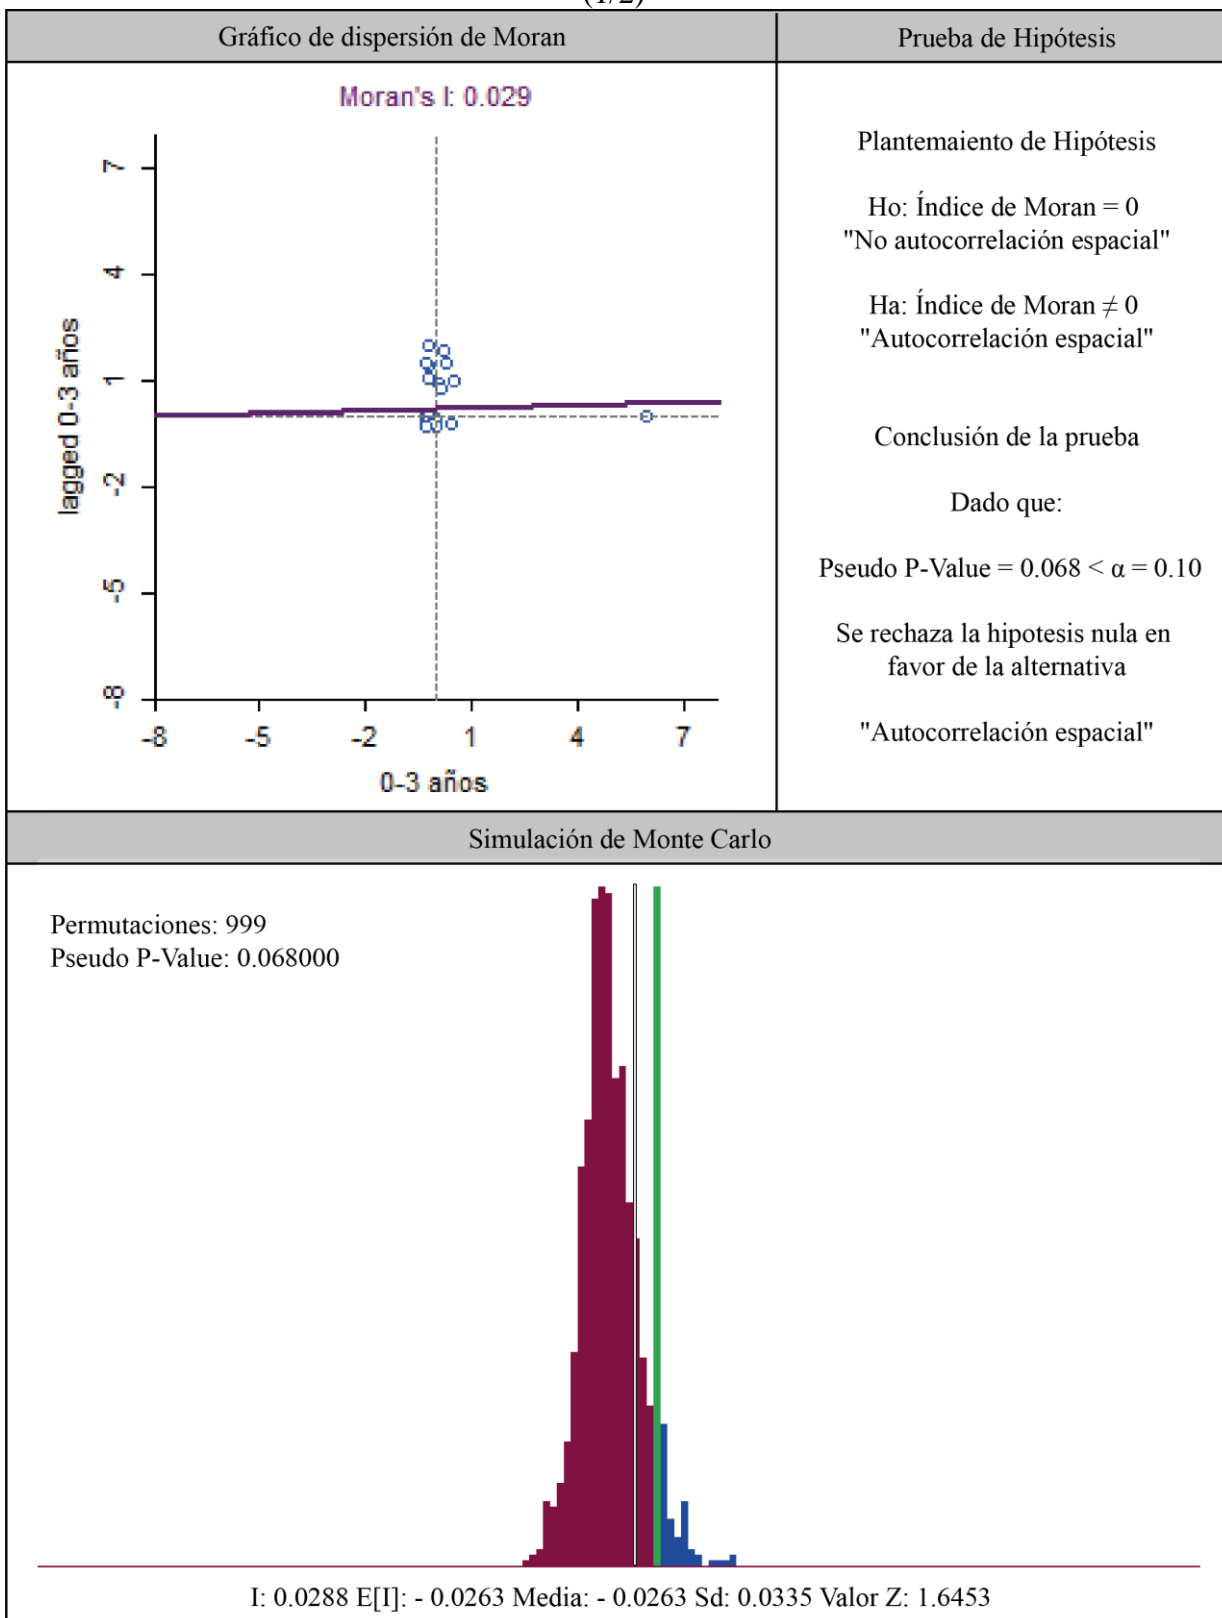 (1/2)
Gráfico de dispersión de Moran
Prueba de Hipótesis
Moran's I: 0.029
7
4
1
-2
-5
-8
lagged 0-3 años
-8 -5 -2 1 4 7
0-3 años
Plantemaiento de Hipótesis
Ho: Índice de Moran = 0
"No autocorrelación espacial"
Ha: Índice de Moran ≠ 0
"Autocorrelación espacial"
Conclusión de la prueba
Dado que:
Pseudo P-Value = 0.068 < α = 0.10
Se rechaza la hipotesis nula en
favor de la alternativa
"Autocorrelación espacial"
Simulación de Monte Carlo
Permutaciones: 999
Pseudo P-Value: 0.068000
I: 0.0288 E[I]: - 0.0263 Media: - 0.0263 Sd: 0.0335 Valor Z: 1.6453